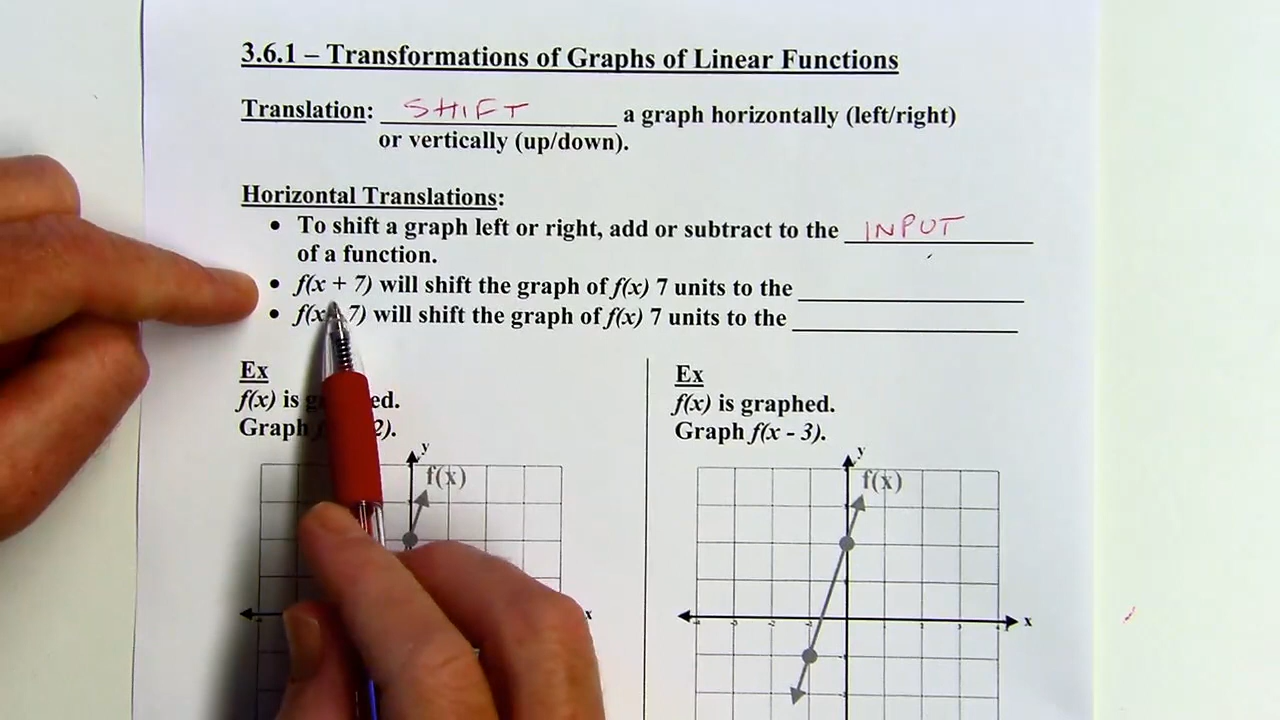 3.6.1 – Transformations of Graphs of Linear Functions
Translation: SHIFT a graph horizontally (left/right)
or vertically (up/down).
Horizontal Translations:
• To shift a graph left or right, add or subtract to the INPUT
of a function.
• f(x + 7) will shift the graph of f(x) 7 units to the
• f(x 7) will shift the graph of f(x) 7 units to the
Ex
f(x) is graphed.
Graph f(x - 3).
y
f(x)
x
Ex
f(x) is
Graph 2).
y
f(x)
x